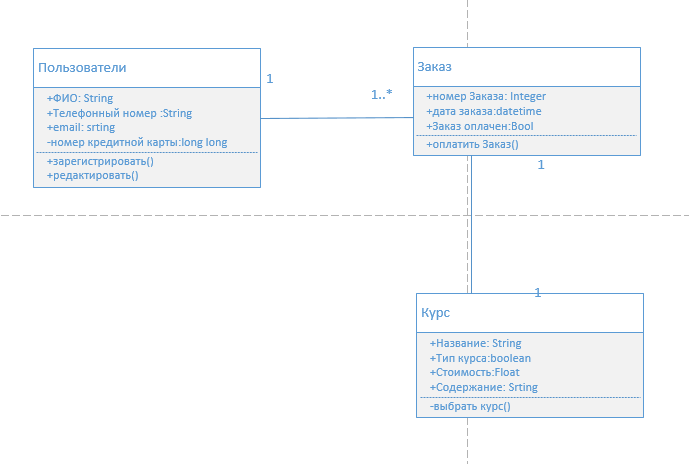 Пользователи
+ФИО: String
+Телефонный номер :String
+email: srting
-номер кредитной карты:long long
+зарегистрировать()
+редактировать()
1
1..*
Заказ
+номер Заказа: Integer
+дата заказа:datetime
+Заказ оплачен:Bool
+оплатить Заказ()
1
1
Курс
+Название: String
+Тип курса:boolean
+Стоимость:Float
+Содержание: Srting
-выбрать курс()